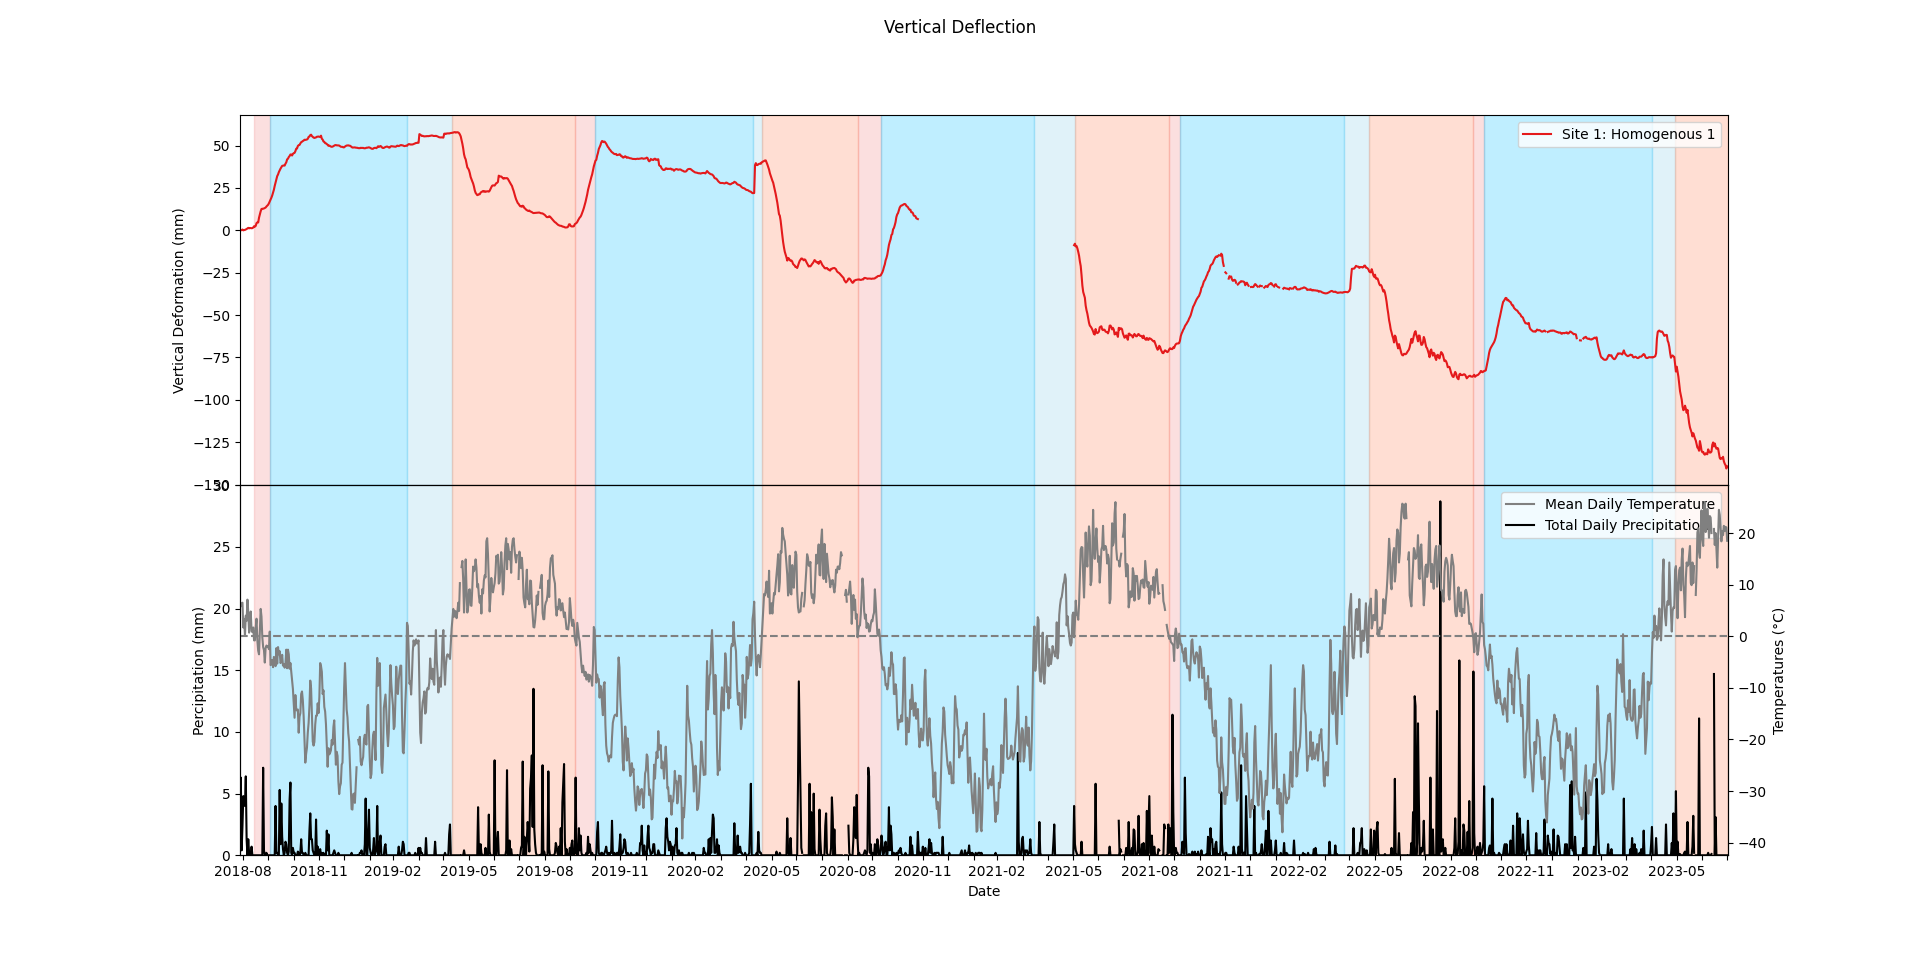 Vertical Deflection
Site 1: Homogenous 1
Vertical Deformation (mm)
50
25
0
−25
−50
−75
−100
−125
−150
Mean Daily Temperature
Total Daily Precipitation
Percipitation (mm)
30
25
20
15
10
5
0
Temperatures (°C)
20
10
0
−10
−20
−30
−40
2018-08 2018-11 2019-02 2019-05 2019-08 2019-11 2020-02 2020-05 2020-08 2020-11 2021-02 2021-05 2021-08 2021-11 2022-02 2022-05 2022-08 2022-11 2023-02 2023-05
Date